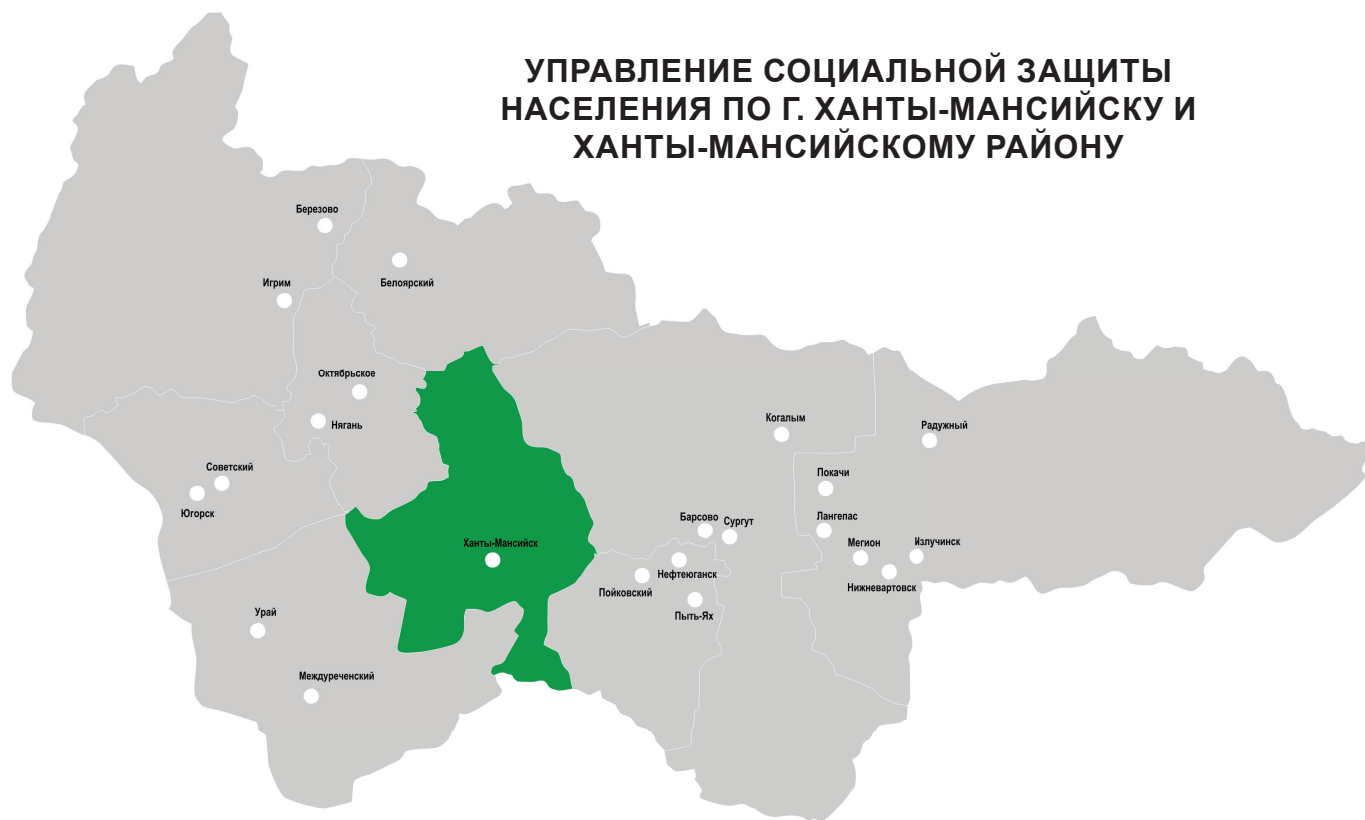 УПРАВЛЕНИЕ СОЦИАЛЬНОЙ ЗАЩИТЫ
НАСЕЛЕНИЯ ПО Г. ХАНТЫ-МАНСИЙСКУ И
ХАНТЫ-МАНСИЙСКОМУ РАЙОНУ
Березово
Белоярский
Игрим
Октябрьское
Нягань
Когалым
Радужный
Советский
Югорск
Покачи
Барсово
Сургут
Лангепас
Ханты-Мансийск
Мегион
Излучинск
Нефтеюганск
Пойковский
Нижневартовск
Урай
Пыть-Ях
Междуреченский